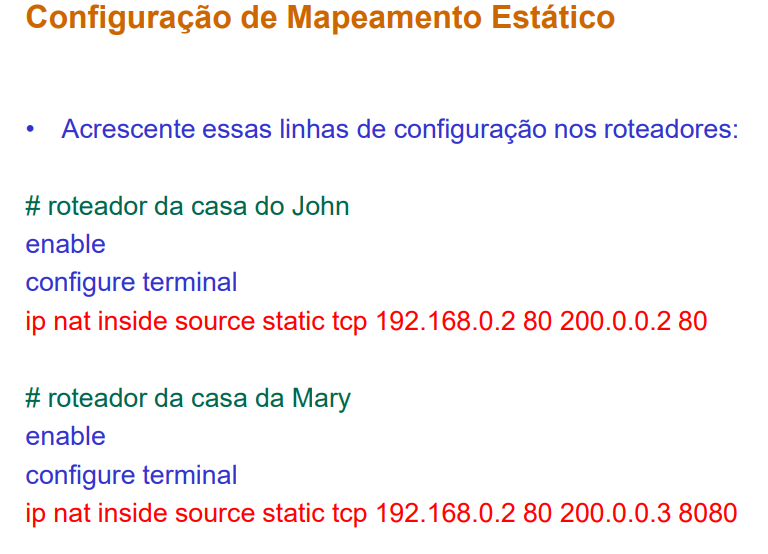 Configuração de Mapeamento Estático
• Acrescente essas linhas de configuração nos roteadores:
# roteador da casa do John
enable
configure terminal
ip nat inside source static tcp 192.168.0.2 80 200.0.0.2 80
# roteador da casa da Mary
enable
configure terminal
ip nat inside source static tcp 192.168.0.2 80 200.0.0.3 8080